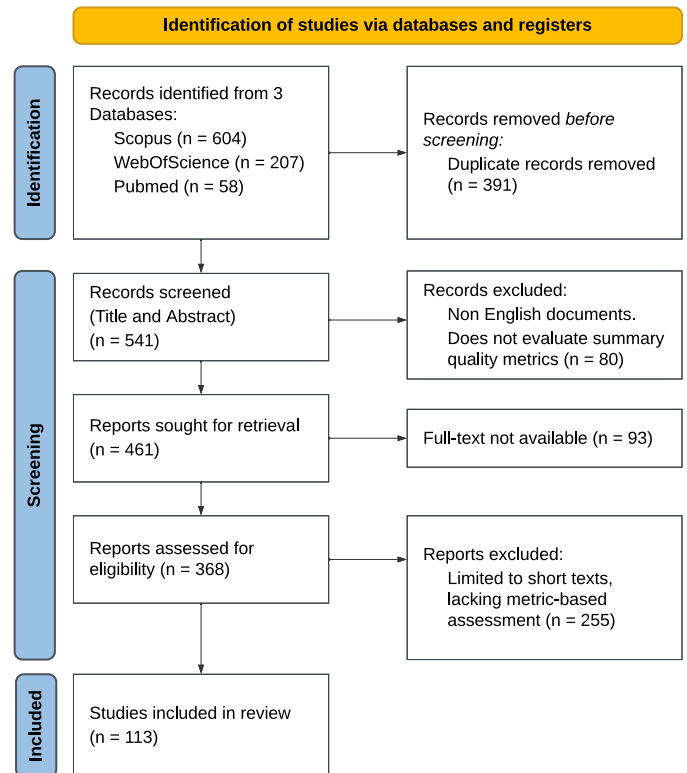 Identification of studies via databases and registers
Identification
Records identified from 3
Databases:
Scopus (n = 604)
WebOfScience (n = 207)
Pubmed (n = 58)
Records removed before
screening:
Duplicate records removed
(n = 391)
Screening
Records screened
(Title and Abstract)
(n = 541)
Records excluded:
Non English documents.
Does not evaluate summary
quality metrics (n = 80)
Reports sought for retrieval
(n = 461)
Full-text not available (n = 93)
Reports assessed for
eligibility (n = 368)
Reports excluded:
Limited to short texts,
lacking metric-based
assessment (n = 255)
Included
Studies included in review
(n = 113)